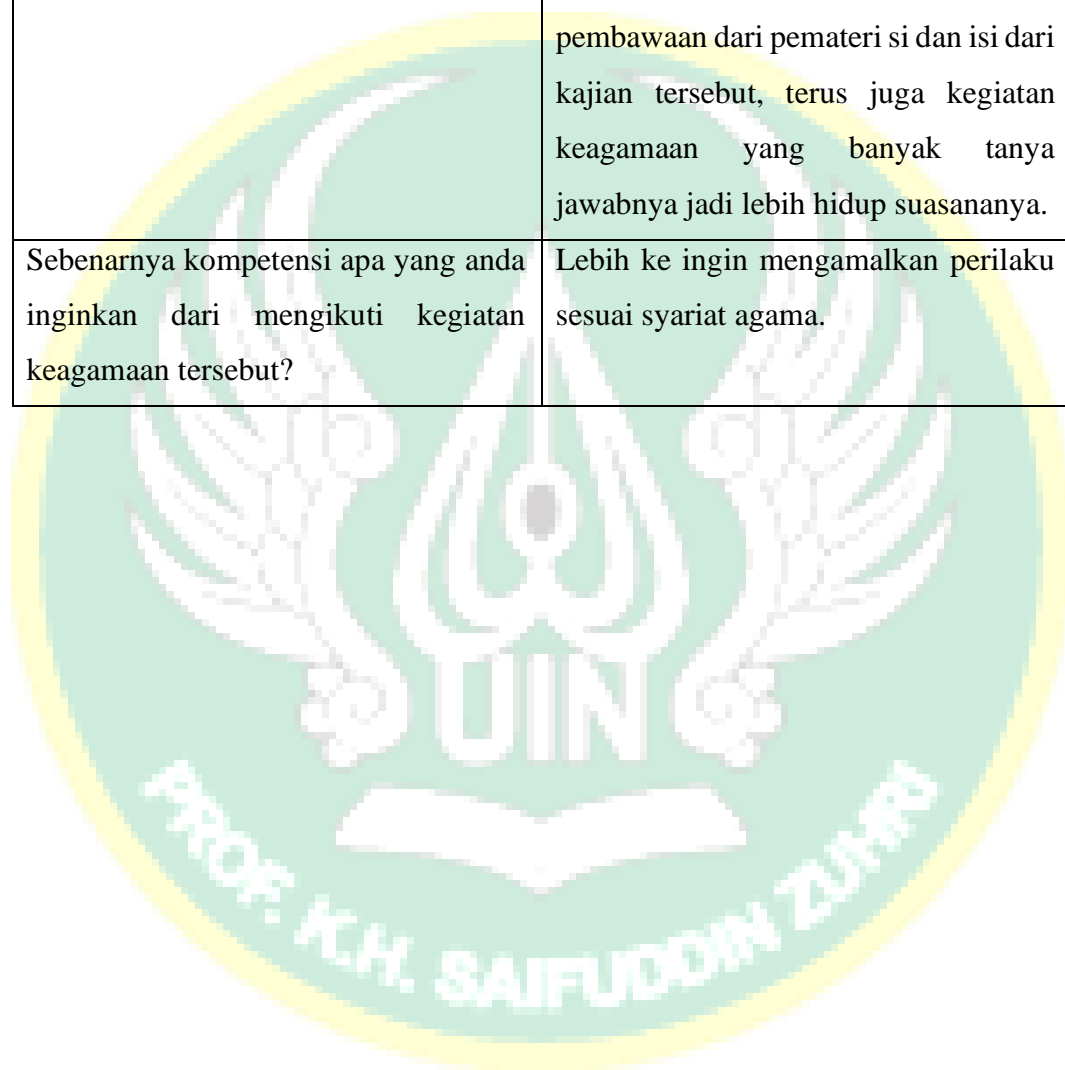 pembawaan dari pemateri si dan isi dari
kajian tersebut, terus juga kegiatan
keagamaan yang banyak tanya
jawabnya jadi lebih hidup suasananya.
Sebenarnya kompetensi apa yang anda
inginkan dari mengikuti kegiatan
keagamaan tersebut?
Lebih ke ingin mengamalkan perilaku
sesuai syariat agama.
UIN
PROF. K.H. SAIFUDDIN ZUHRI